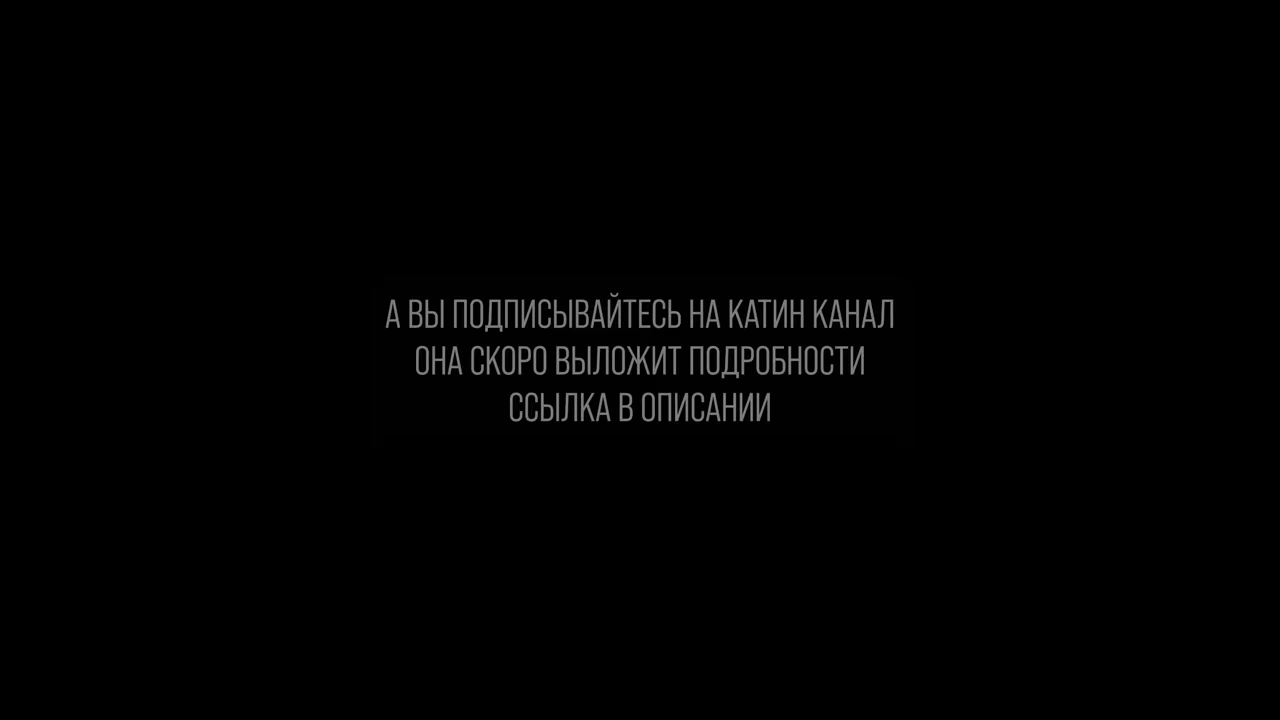 А ВЫ ПОДПИСЫВАЙТЕСЬ НА КАТИН КАНАЛ
ОНА СКОРО ВЫЛОЖИТ ПОДРОБНОСТИ
ССЫЛКА В ОПИСАНИИ